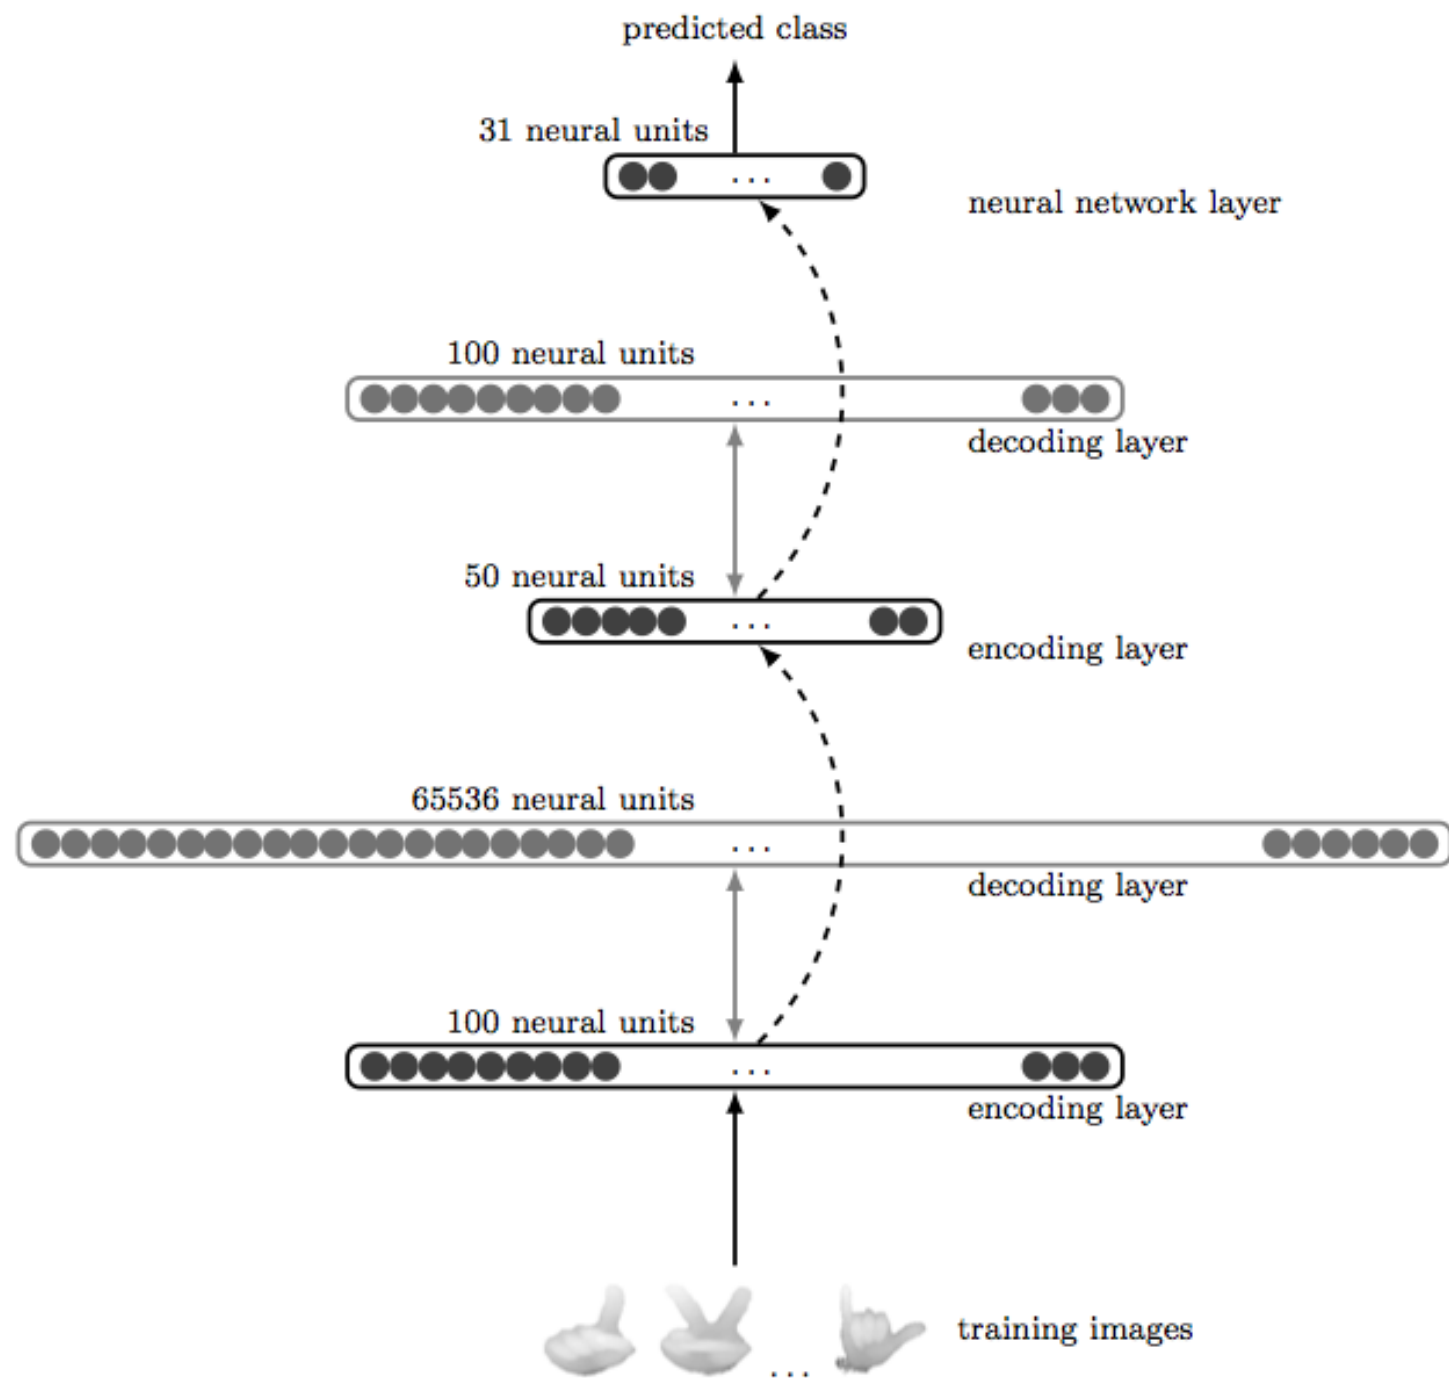 predicted class
31 neural units
. . .
neural network layer
100 neural units
. . .
decoding layer
50 neural units
. . .
encoding layer
65536 neural units
. . .
decoding layer
100 neural units
. . .
encoding layer
training images
. . .